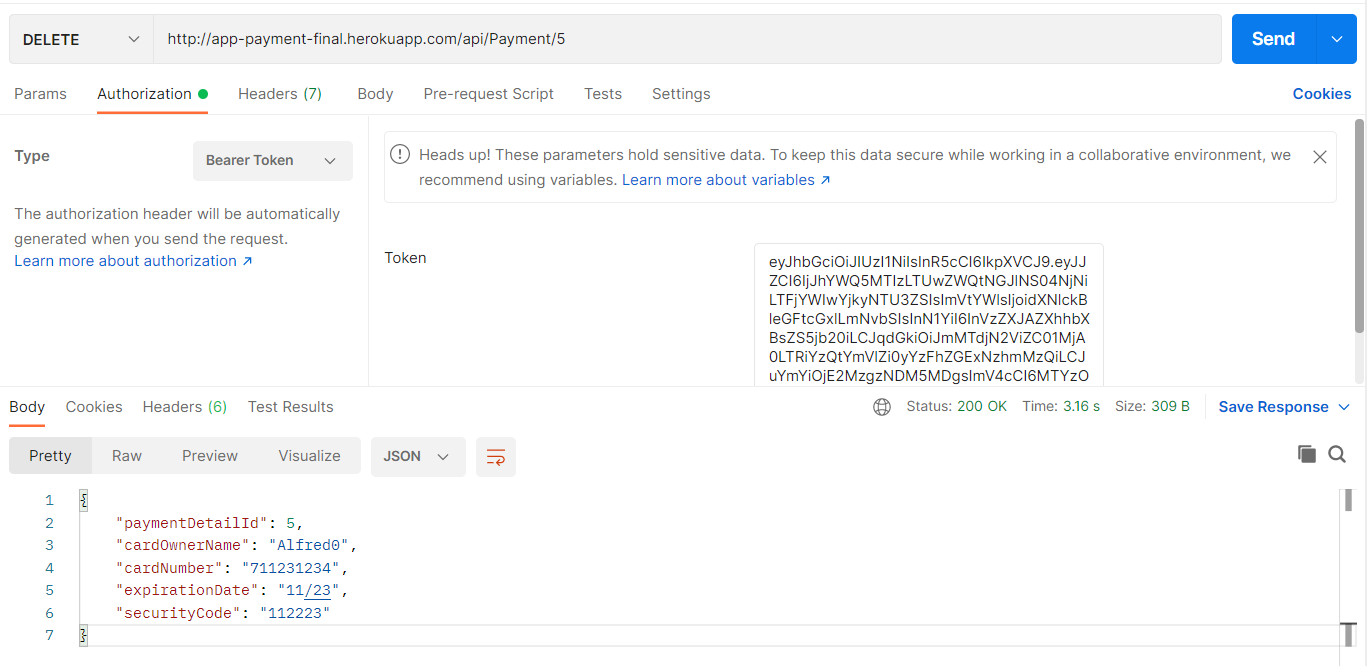 DELETE
http://app-payment-final.herokuapp.com/api/Payment/5
Send
Params
Authorization
Headers (7)
Body
Pre-request Script
Tests
Settings
Cookies
Type
Bearer Token
Heads up! These parameters hold sensitive data. To keep this data secure while working in a collaborative environment, we
recommend using variables. Learn more about variables ↗
The authorization header will be automatically
generated when you send the request.
Learn more about authorization ↗
Token
eyJhbGciOiJIUzI1NiIsInR5cCI6IkpXVCJ9.eyJJ
ZCI6IjJhYWQ5MTIzLTUwZWQtNGJlNS04NjNi
LTFjYWIwYjkyNTU3ZSIsImVtYWlsIjoidXNlckB
leGFtcGxlLmNvbSIsInN1YiI6InVzZXJAZXhhbX
BsZS5jb20iLCJqdGkiOiJmMTdjN2ViZC01MjA
0LTRiYzQtYmVlZi0yYzFhZGExNzhmMzQiLCJ
uYmYiOjE2MzgzNDM5MDgsImV4cCI6MTYzO
Body
Cookies
Headers (6)
Test Results
Status: 200 OK
Time: 3.16 s
Size: 309 B
Save Response
Pretty
Raw
Preview
Visualize
JSON
1 {
2 "paymentDetailId": 5,
3 "cardOwnerName": "Alfred0",
4 "cardNumber": "711231234",
5 "expirationDate": "11/23",
6 "securityCode": "112223"
7 }